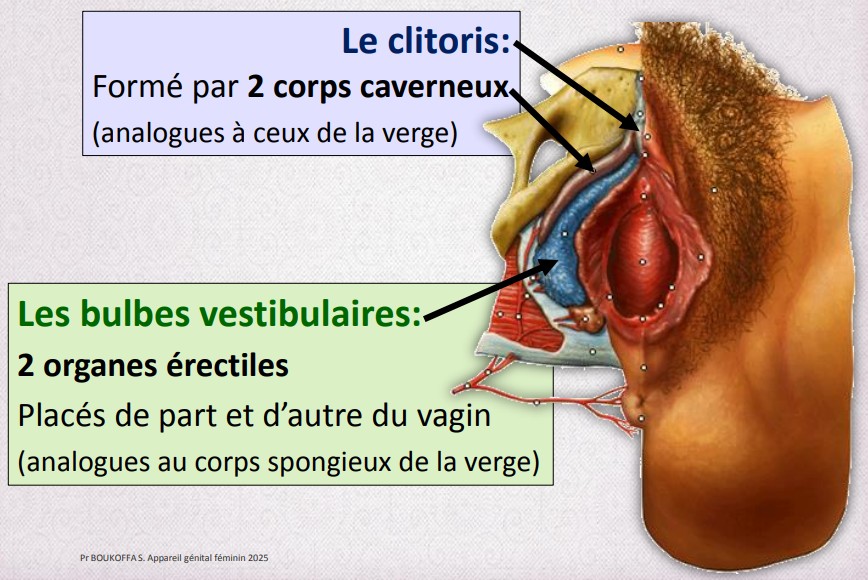 Le clitoris:
Formé par 2 corps caverneux
(analogues à ceux de la verge)
Les bulbes vestibulaires:
2 organes érectiles
Placés de part et d’autre du vagin
(analogues au corps spongieux de la verge)
Pr BOUKOFFA S. Appareil génital féminin 2025